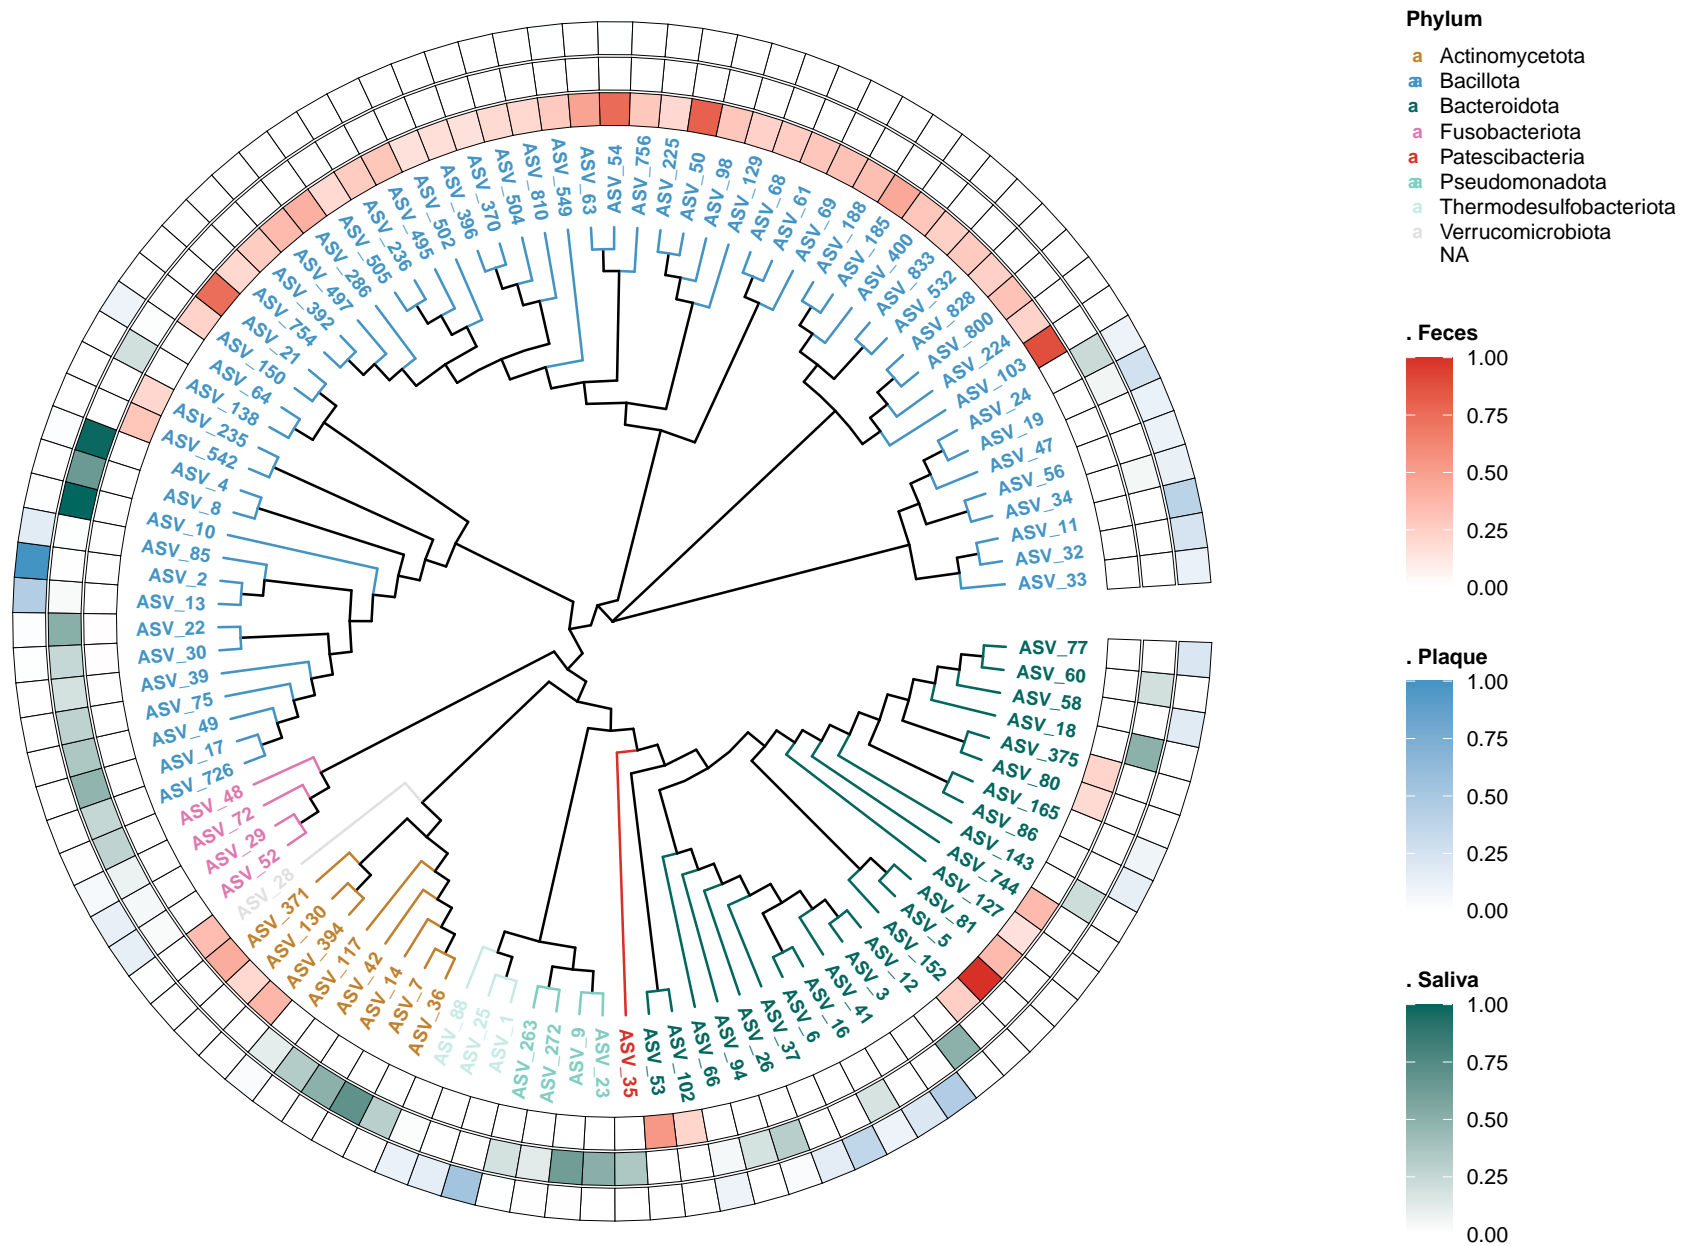 Phylum
a Actinomycetota
a Bacillota
a Bacteroidota
a Fusobacteriota
a Patescibacteria
a Pseudomonadota
a Thermodesulfobacteriota
a Verrucomicrobiota
NA
. Feces
1.00
0.75
0.50
0.25
0.00
. Plaque
1.00
0.75
0.50
0.25
0.00
. Saliva
1.00
0.75
0.50
0.25
0.00
ASV_33
ASV_32
ASV_11
ASV_34
ASV_56
ASV_47
ASV_19
ASV_24
ASV_103
ASV_224
ASV_800
ASV_828
ASV_532
ASV_833
ASV_400
ASV_185
ASV_188
ASV_69
ASV_61
ASV_68
ASV_129
ASV_98
ASV_50
ASV_225
ASV_756
ASV_54
ASV_63
ASV_549
ASV_810
ASV_504
ASV_370
ASV_396
ASV_502
ASV_495
ASV_236
ASV_505
ASV_286
ASV_497
ASV_392
ASV_754
ASV_21
ASV_150
ASV_64
ASV_138
ASV_235
ASV_542
ASV_4
ASV_8
ASV_10
ASV_85
ASV_2
ASV_13
ASV_22
ASV_30
ASV_39
ASV_75
ASV_49
ASV_17
ASV_726
ASV_48
ASV_72
ASV_29
ASV_52
ASV_28
ASV_371
ASV_130
ASV_394
ASV_117
ASV_42
ASV_14
ASV_7
ASV_36
ASV_88
ASV_25
ASV_1
ASV_263
ASV_272
ASV_9
ASV_23
ASV_35
ASV_53
ASV_102
ASV_66
ASV_94
ASV_26
ASV_37
ASV_6
ASV_16
ASV_41
ASV_3
ASV_12
ASV_152
ASV_5
ASV_81
ASV_127
ASV_744
ASV_143
ASV_86
ASV_165
ASV_80
ASV_375
ASV_18
ASV_58
ASV_60
ASV_77